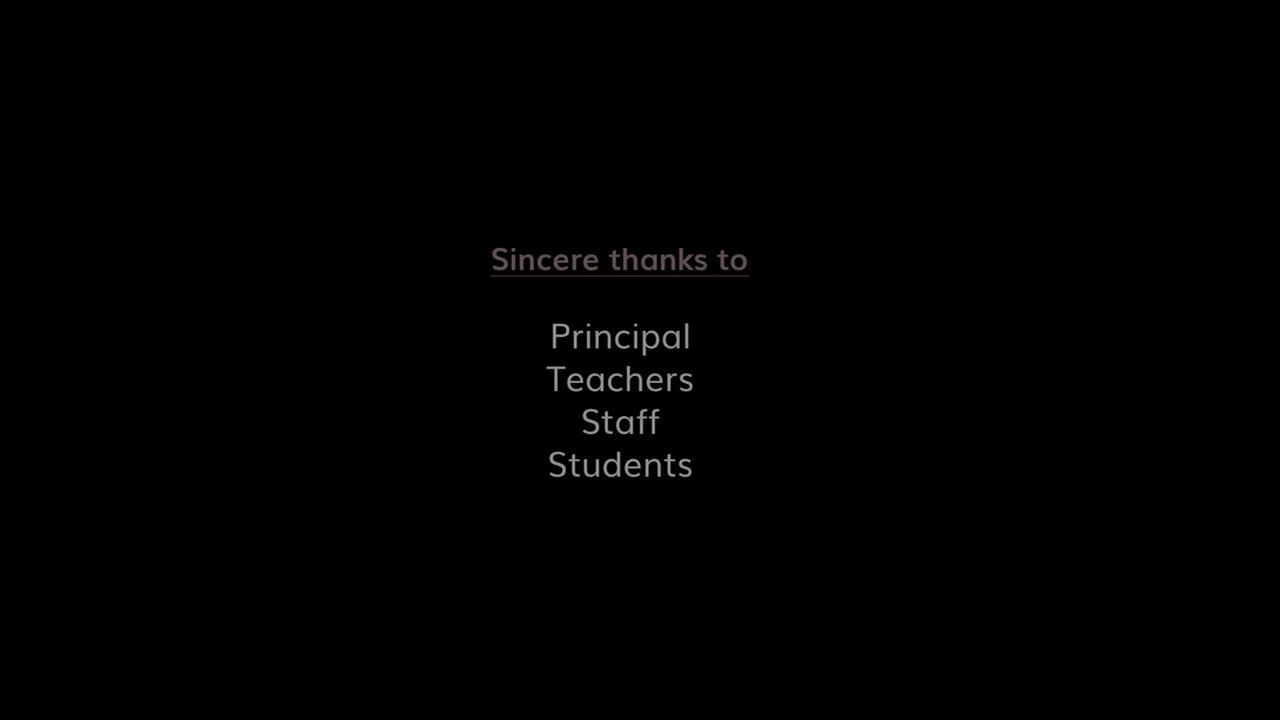 Sincere thanks to
Principal
Teachers
Staff
Students